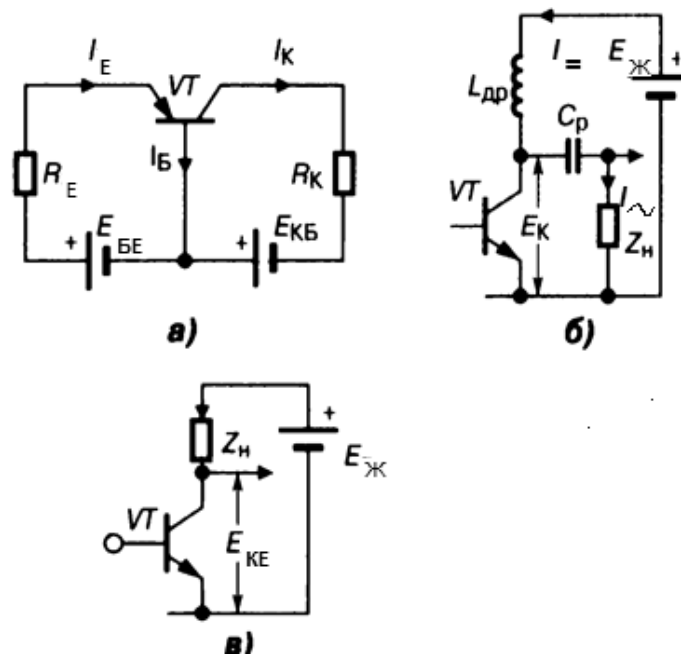 I Е
VT
I К
I Б
R Е
R К
+
E БЕ
+
E КБ
а)
I =
E Ж
+
L др
C р
VT
E К
I ~
Z н
б)
Z н
+
E Ж
VT
E КЕ
в)